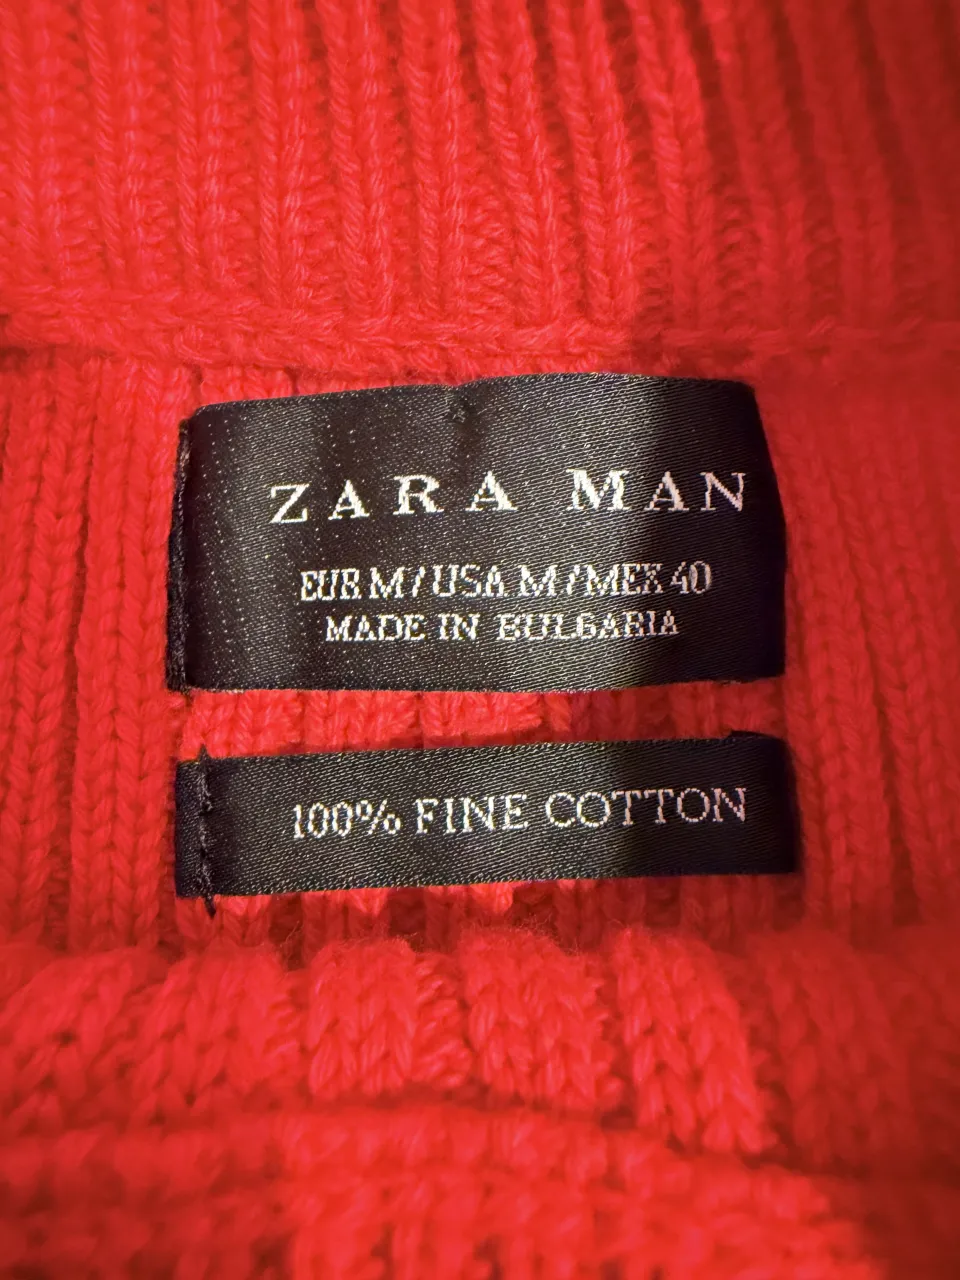 ZARA MAN
EUR M / USA M / MEX 40
MADE IN BULGARIA
100% FINE COTTON